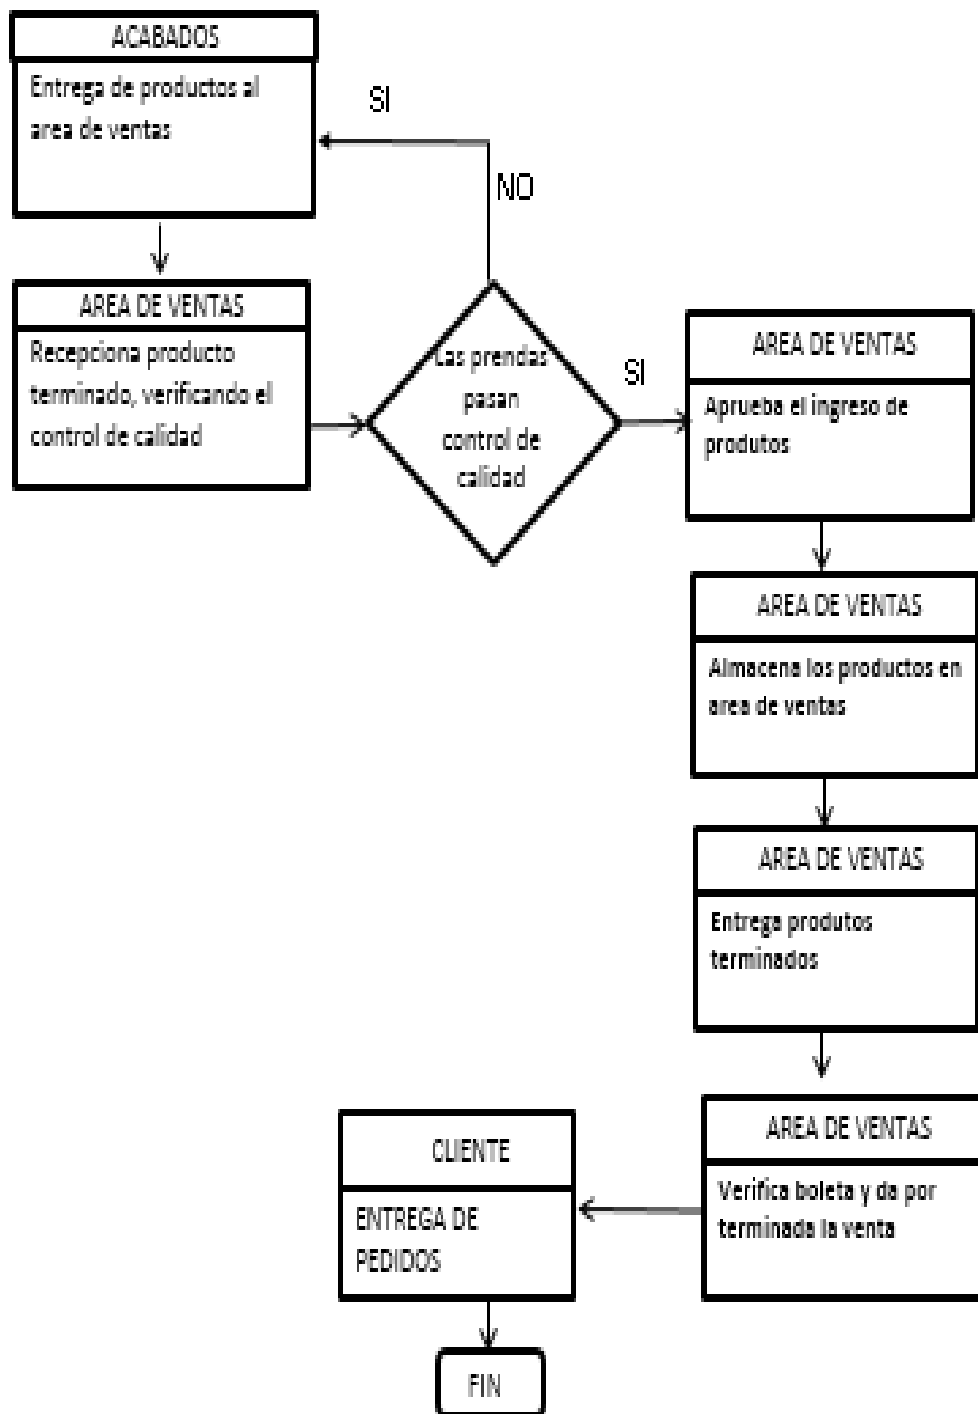 ACABADOS
Entrega de productos al
area de ventas
SI
NO
AREA DE VENTAS
Recepciona producto
terminado, verificando el
control de calidad
Las prendas
pasan
control de
calidad
SI
AREA DE VENTAS
Aprueba el ingreso de
produtos
AREA DE VENTAS
Almacena los productos en
area de ventas
AREA DE VENTAS
Entrega produtos
terminados
AREA DE VENTAS
Verifica boleta y da por
terminada la venta
CLIENTE
ENTREGA DE
PEDIDOS
FIN